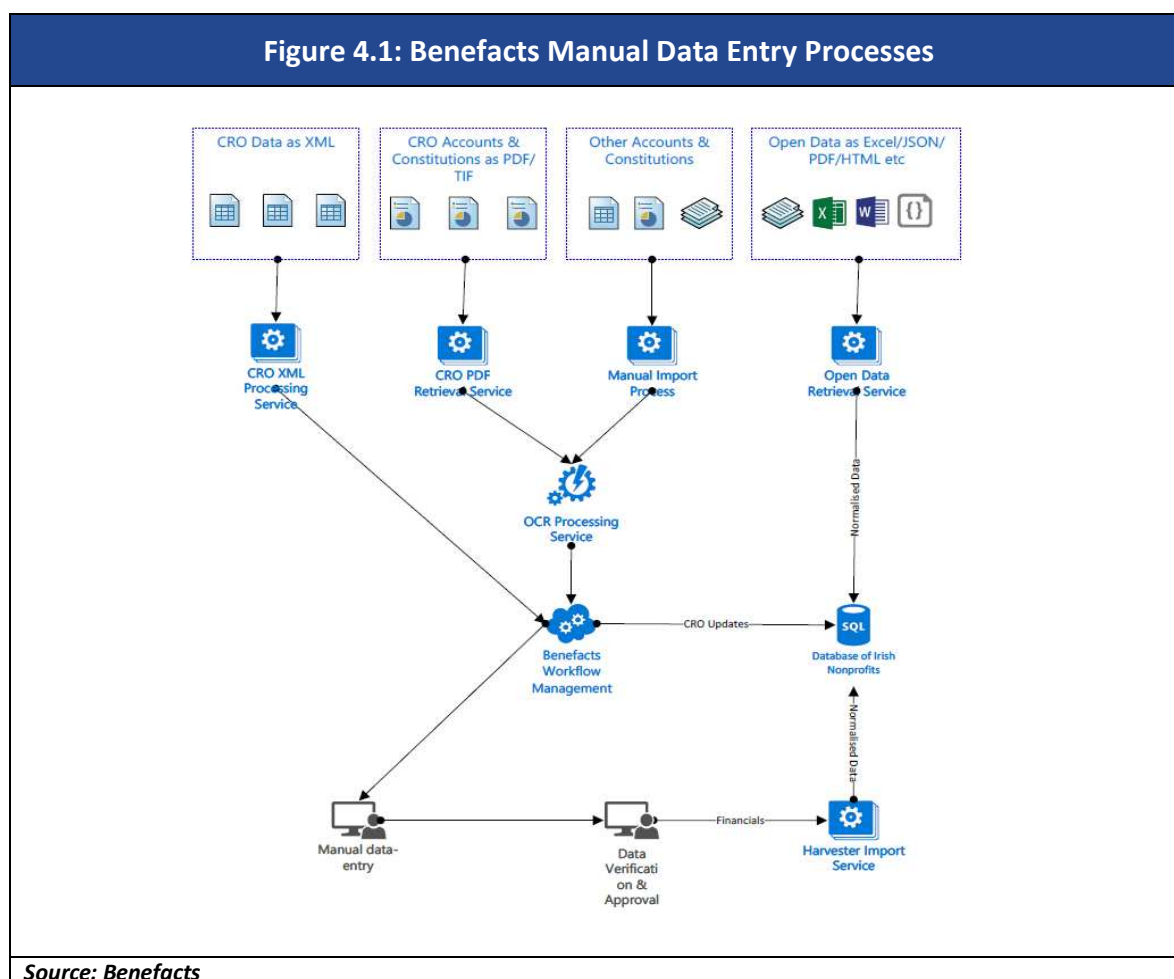 Figure 4.1: Benefacts Manual Data Entry Processes
CRO Data as XML
CRO Accounts &
Constitutions as PDF/
TIF
Other Accounts &
Constitutions
Open Data as Excel/JSON/
PDF/HTML etc
X
W
{}
CRO XML
Processing
Service
CRO PDF
Retrieval Service
Manual Import
Process
Open Data
Retrieval Service
OCR Processing
Service
Normalised Data
Benefacts
Workflow
Management
CRO Updates
SQL
Database of Irish
Nonprofits
Normalised Data
Manual data-
entry
Data
Verificati
on &
Approval
Financials
Harvester Import
Service
Source: Benefacts